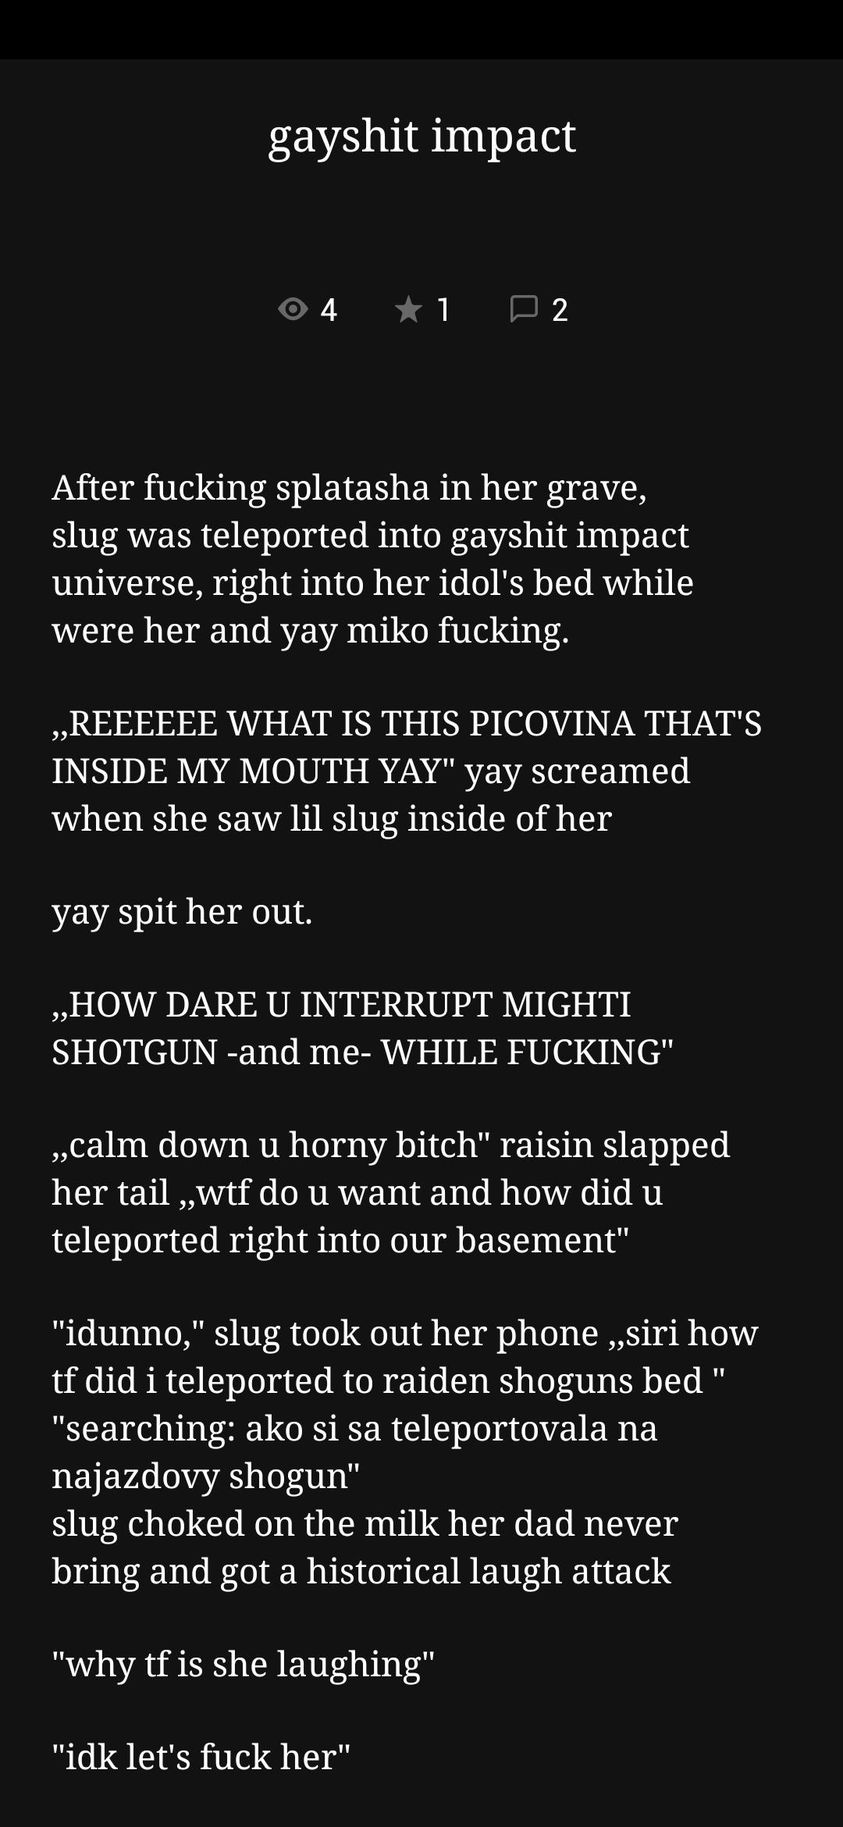 gayshit impact
4 1 2
After fucking splatasha in her grave,
slug was teleported into gayshit impact
universe, right into her idol's bed while
were her and yay miko fucking.
,,REEEEEE WHAT IS THIS PICOVINA THAT'S
INSIDE MY MOUTH YAY" yay screamed
when she saw lil slug inside of her
yay spit her out.
,,HOW DARE U INTERRUPT MIGHTI
SHOTGUN -and me- WHILE FUCKING"
,,calm down u horny bitch" raisin slapped
her tail ,,wtf do u want and how did u
teleported right into our basement"
"idunno," slug took out her phone ,,siri how
tf did i teleported to raiden shoguns bed "
"searching: ako si sa teleportovala na
najazdovy shogun"
slug choked on the milk her dad never
bring and got a historical laugh attack
"why tf is she laughing"
"idk let's fuck her"